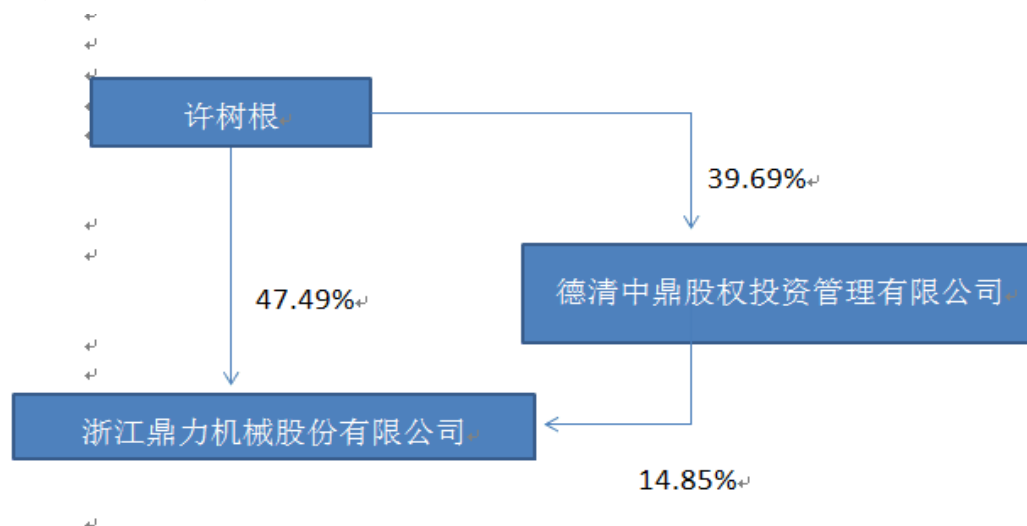 许树根
39.69%
德清中鼎股权投资管理有限公司
47.49%
浙江鼎力机械股份有限公司
14.85%